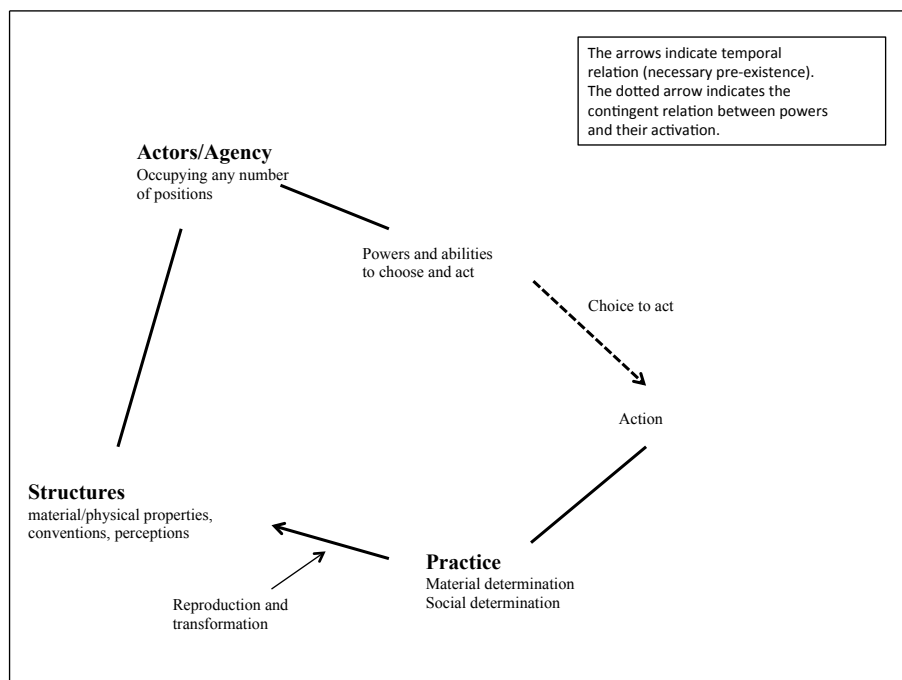 The arrows indicate temporal
relation (necessary pre-existence).
The dotted arrow indicates the
contingent relation between powers
and their activation.
Actors/Agency
Occupying any number
of positions
Powers and abilities
to choose and act
Choice to act
Action
Structures
material/physical properties,
conventions, perceptions
Practice
Material determination
Social determination
Reproduction and
transformation